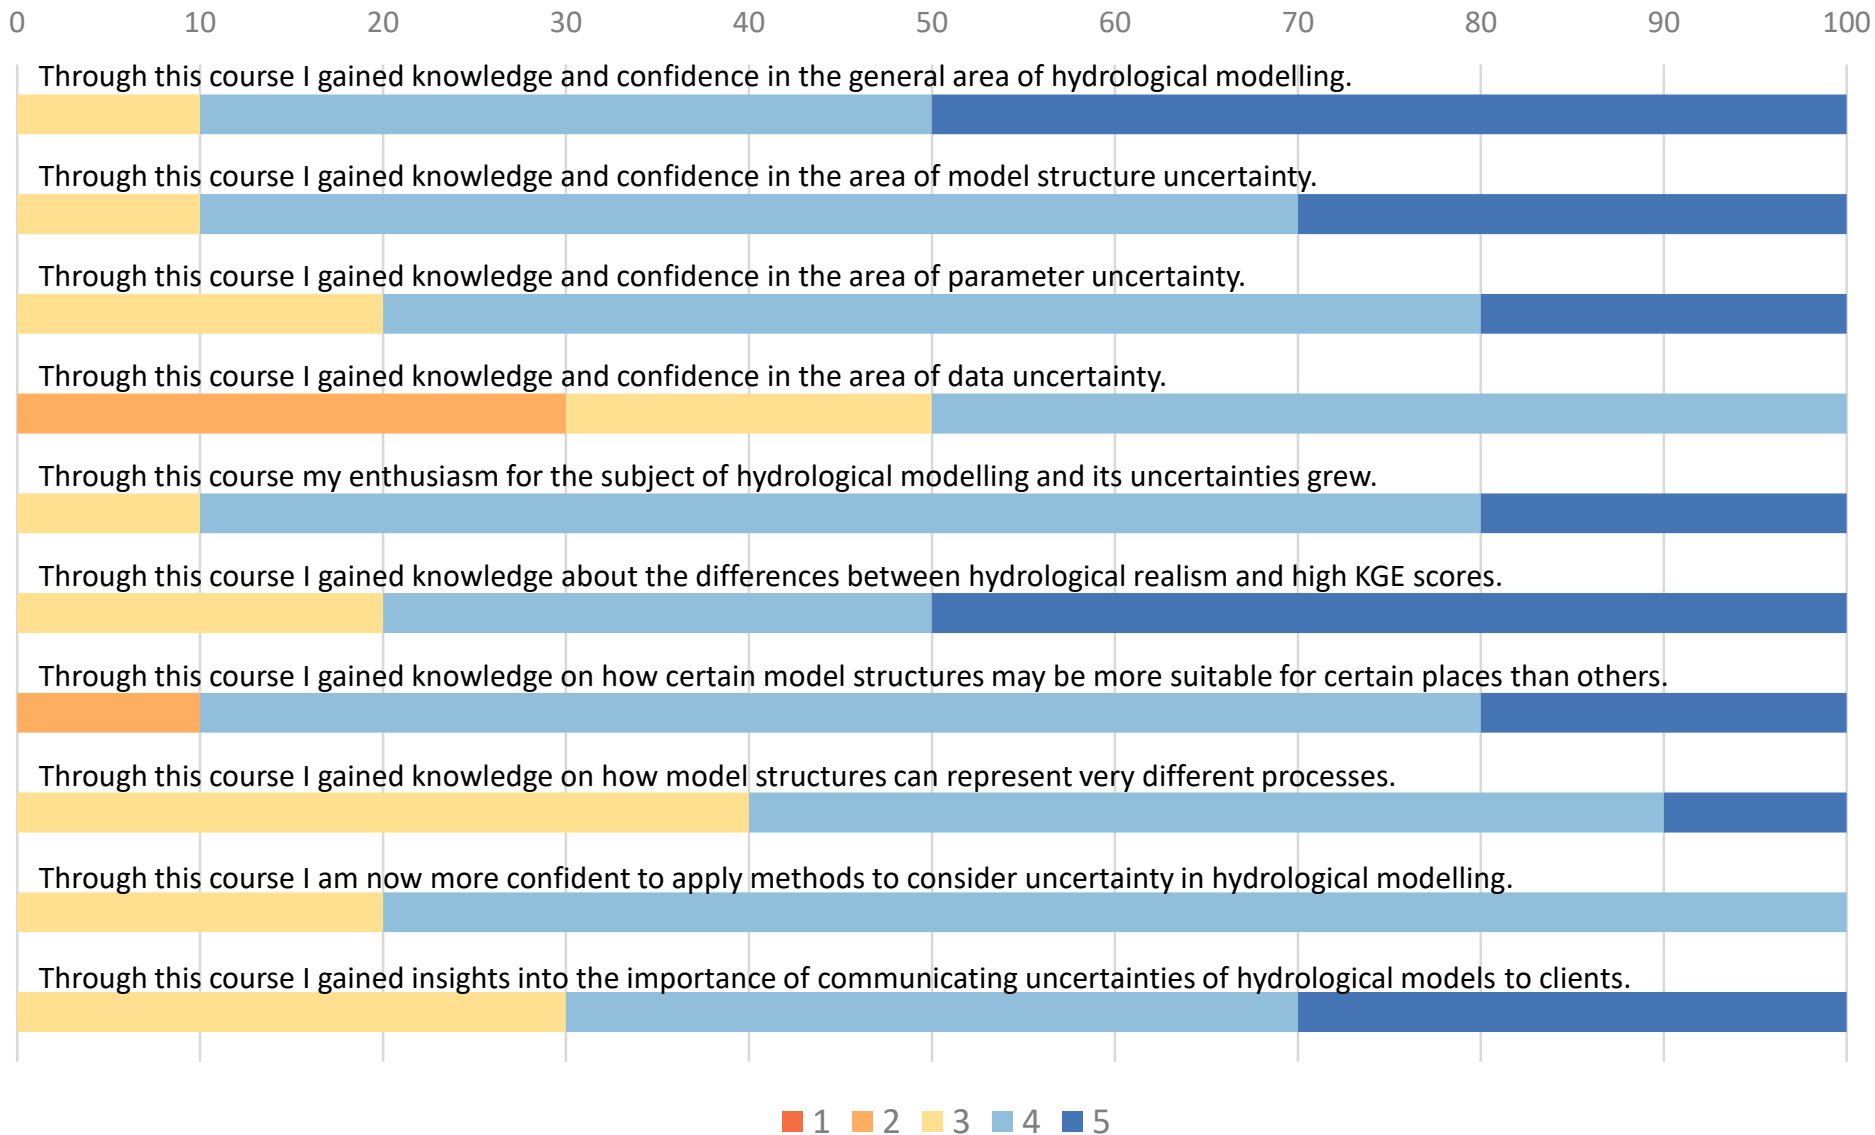 0 10 20 30 40 50 60 70 80 90 100
Through this course I gained knowledge and confidence in the general area of hydrological modelling.
Through this course I gained knowledge and confidence in the area of model structure uncertainty.
Through this course I gained knowledge and confidence in the area of parameter uncertainty.
Through this course I gained knowledge and confidence in the area of data uncertainty.
Through this course my enthusiasm for the subject of hydrological modelling and its uncertainties grew.
Through this course I gained knowledge about the differences between hydrological realism and high KGE scores.
Through this course I gained knowledge on how certain model structures may be more suitable for certain places than others.
Through this course I gained knowledge on how model structures can represent very different processes.
Through this course I am now more confident to apply methods to consider uncertainty in hydrological modelling.
Through this course I gained insights into the importance of communicating uncertainties of hydrological models to clients.
1 2 3 4 5